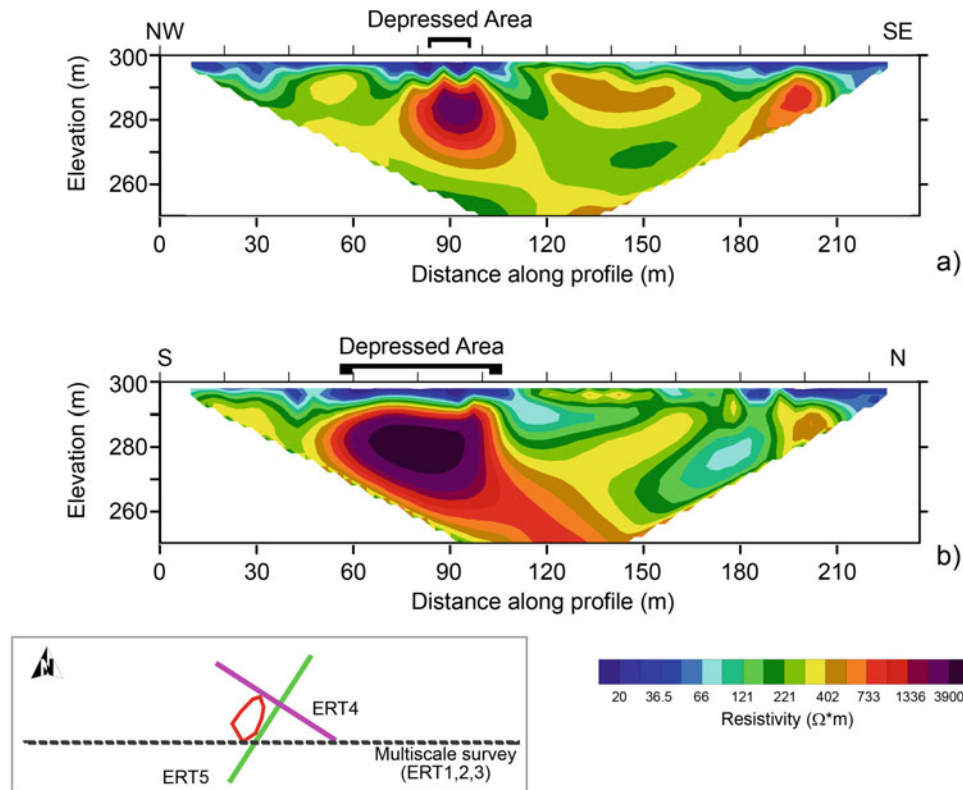 Depressed Area
NW
SE
300
280
260
Elevation (m)
0 30 60 90 120 150 180 210
Distance along profile (m)
a)
Depressed Area
S
N
300
280
260
Elevation (m)
0 30 60 90 120 150 180 210
Distance along profile (m)
b)
N
ERT4
Multiscale survey
(ERT1,2,3)
ERT5
20 36.5 66 121 221 402 733 1336 3900
Resistivity (Ω*m)